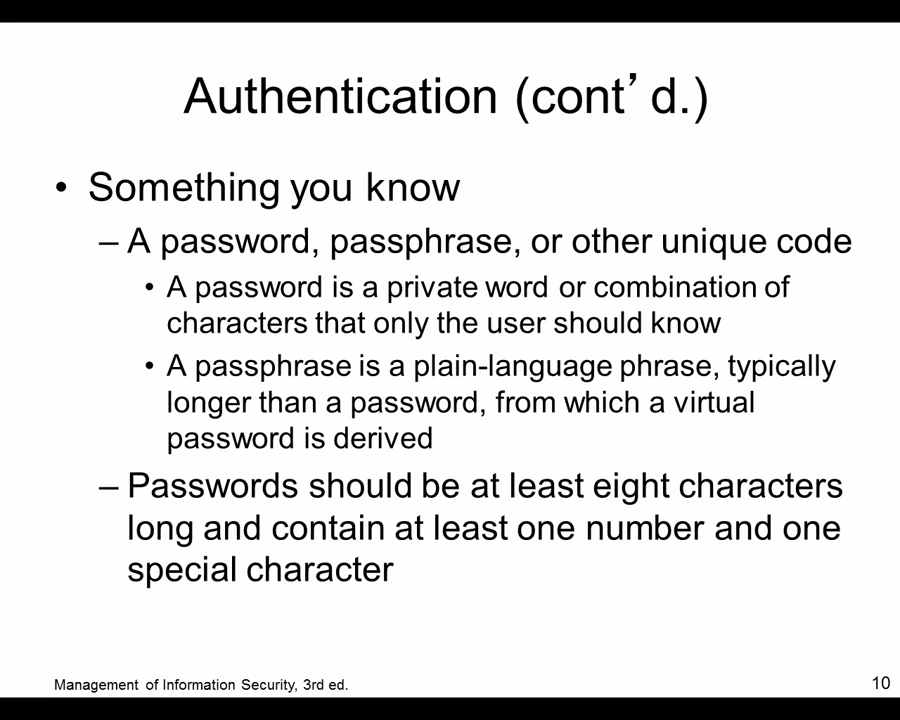 Authentication (cont’d.)
• Something you know
– A password, passphrase, or other unique code
• A password is a private word or combination of
characters that only the user should know
• A passphrase is a plain-language phrase, typically
longer than a password, from which a virtual
password is derived
– Passwords should be at least eight characters
long and contain at least one number and one
special character
Management of Information Security, 3rd ed.
10